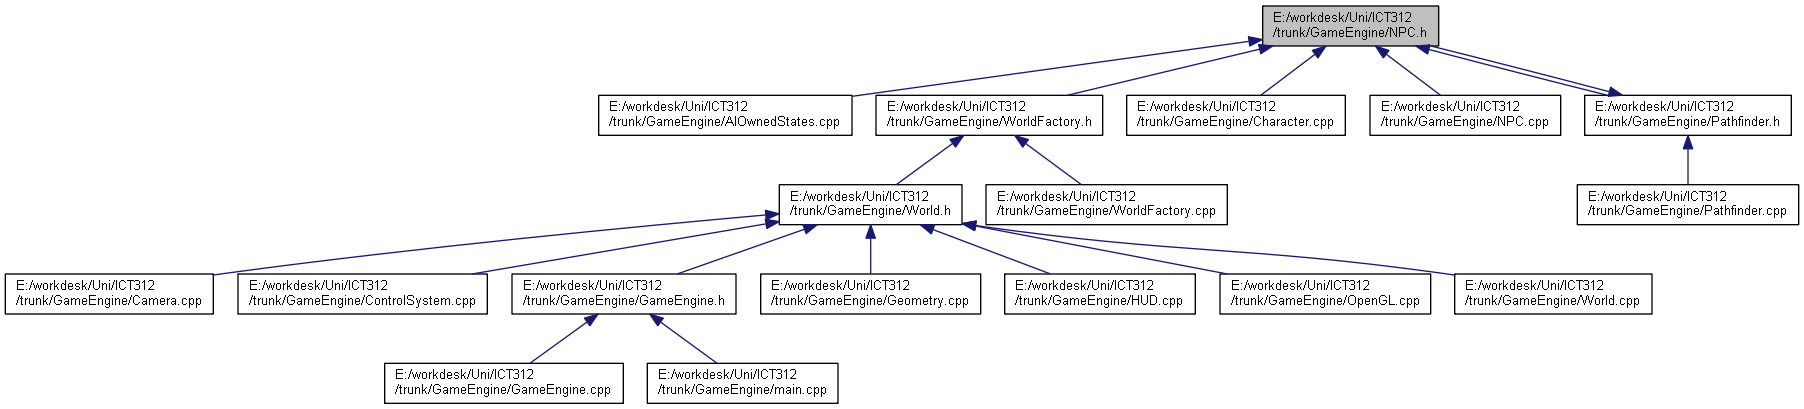 E:/workdesk/Uni/ICT312
/trunk/GameEngine/NPC.h
E:/workdesk/Uni/ICT312
/trunk/GameEngine/AIOwnedStates.cpp
E:/workdesk/Uni/ICT312
/trunk/GameEngine/WorldFactory.h
E:/workdesk/Uni/ICT312
/trunk/GameEngine/Character.cpp
E:/workdesk/Uni/ICT312
/trunk/GameEngine/NPC.cpp
E:/workdesk/Uni/ICT312
/trunk/GameEngine/Pathfinder.h
E:/workdesk/Uni/ICT312
/trunk/GameEngine/World.h
E:/workdesk/Uni/ICT312
/trunk/GameEngine/WorldFactory.cpp
E:/workdesk/Uni/ICT312
/trunk/GameEngine/Pathfinder.cpp
E:/workdesk/Uni/ICT312
/trunk/GameEngine/Camera.cpp
E:/workdesk/Uni/ICT312
/trunk/GameEngine/ControlSystem.cpp
E:/workdesk/Uni/ICT312
/trunk/GameEngine/GameEngine.h
E:/workdesk/Uni/ICT312
/trunk/GameEngine/Geometry.cpp
E:/workdesk/Uni/ICT312
/trunk/GameEngine/HUD.cpp
E:/workdesk/Uni/ICT312
/trunk/GameEngine/OpenGL.cpp
E:/workdesk/Uni/ICT312
/trunk/GameEngine/World.cpp
E:/workdesk/Uni/ICT312
/trunk/GameEngine/GameEngine.cpp
E:/workdesk/Uni/ICT312
/trunk/GameEngine/main.cpp